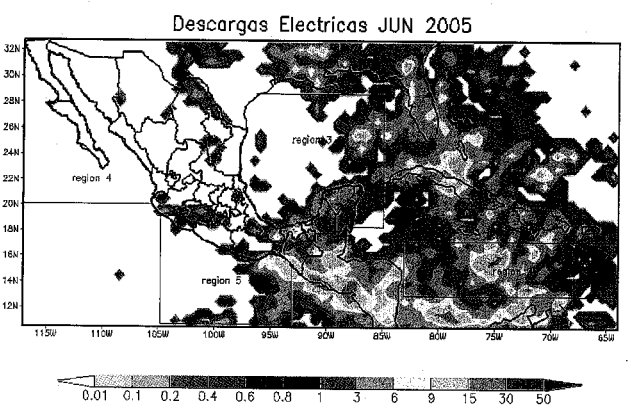 Descargas Electricas JUN 2005
32N
30N
28N
26N
24N
22N
20N
18N
16N
14N
12N
region 3
region 4
region 5
region
115W 110W 105W 100W 95W 90W 85W 80W 75W 70W 65W
0.01 0.1 0.2 0.4 0.6 0.8 1 3 6 9 15 30 50